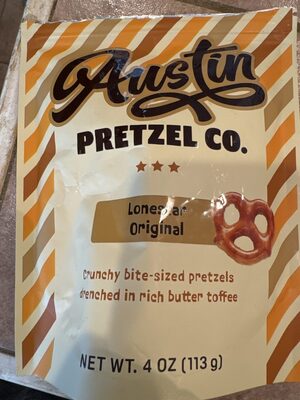 Austin
PRETZEL CO.
Lonestar
Original
crunchy bite-sized pretzels
drenched in rich butter toffee
NET WT. 4 OZ (113 g)